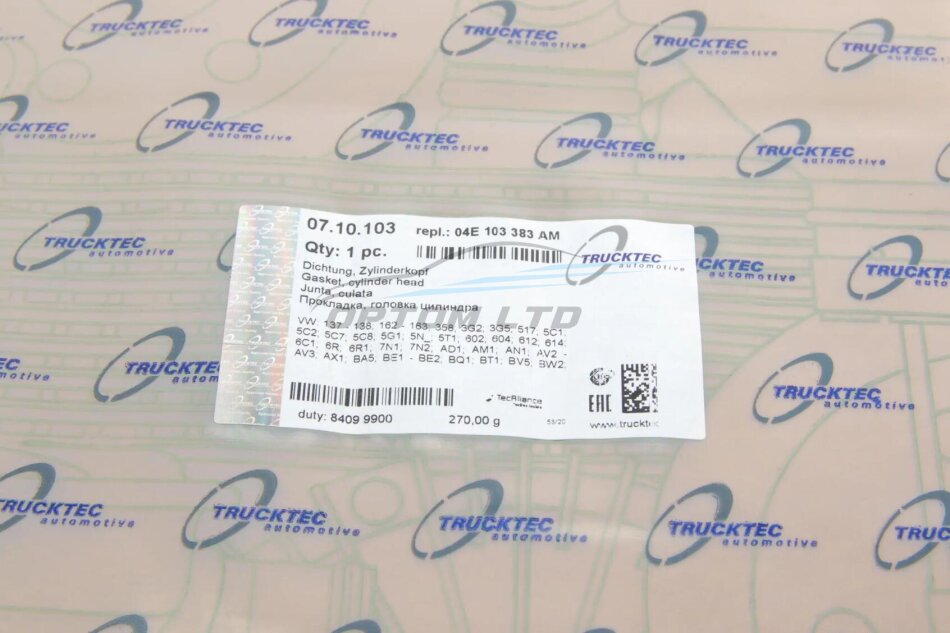 TRUCKTEC
automotive
07.10.103 repl.: 04E 103 383 AM
Qty: 1 pc.
TRUCKTEC
automotive
Dichtung, Zylinderkopf
Gasket, cylinder head
Junta, culata
Прокладка, головка цилиндра
OPTOM LTD
VW: 137 - 138; 162 - 163; 358; 3G2; 3G5; 517; 5C1;
5C2; 5C7; 5C8; 5G1; 5N_; 5T1; 602; 604; 612; 614;
6C1; 6R; 6R1; 7N1; 7N2; AD1; AM1; AN1; AV2 -
AV3; AX1; BA5; BE1 - BE2; BQ1; BT1; BV5; BW2;
TecAlliance
EAC
duty: 8409 9900 270,00 g 53/20 www.truckte